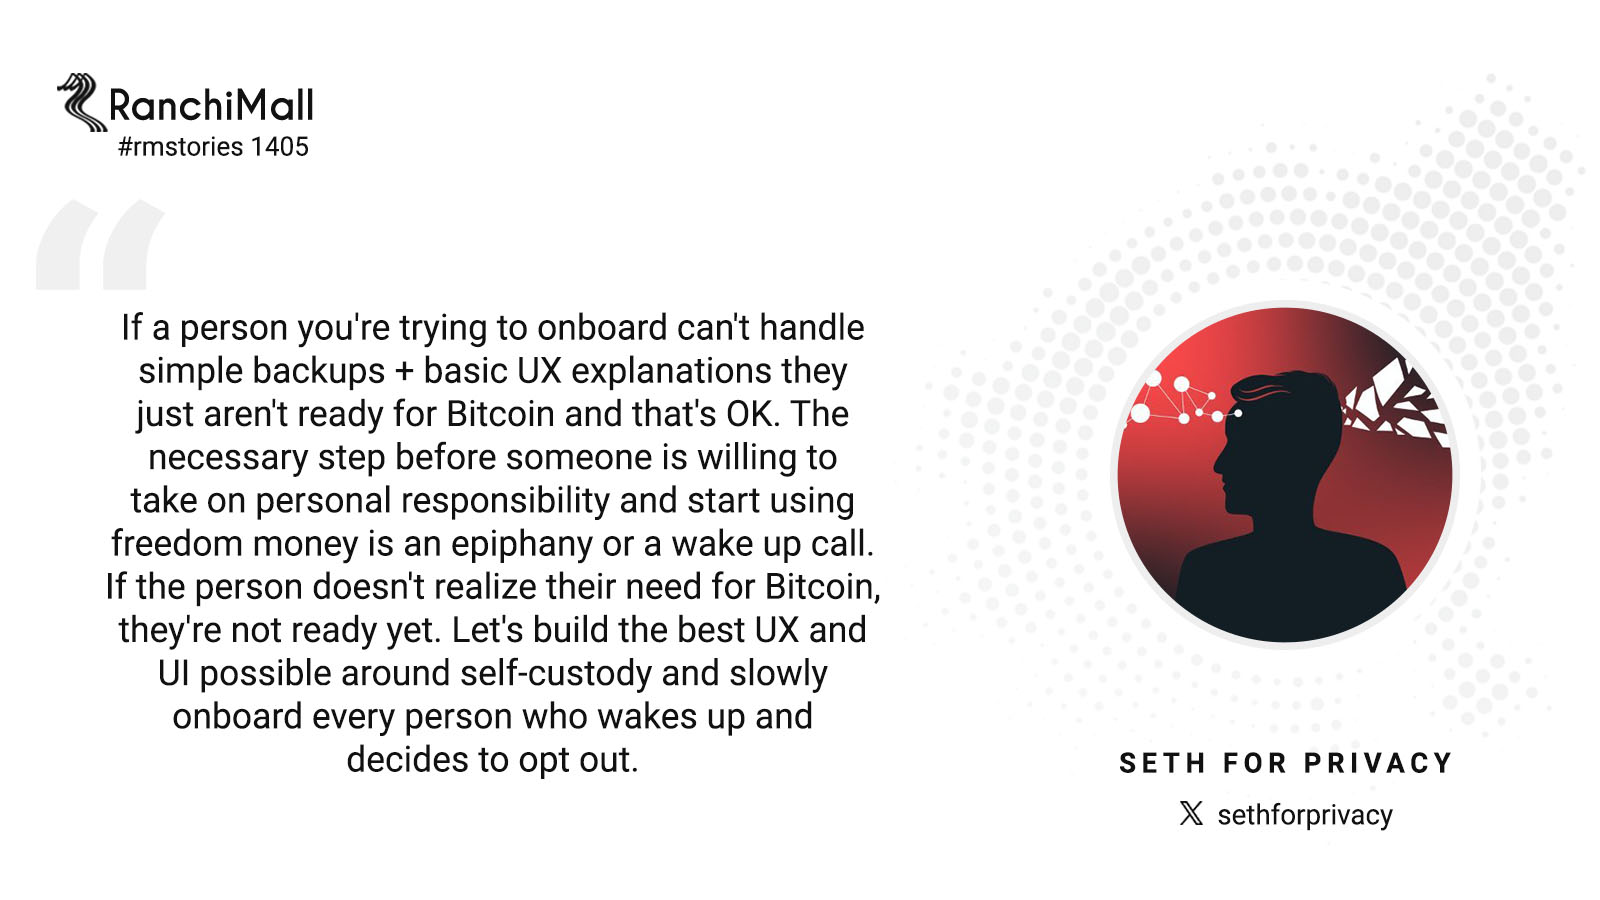 RanchiMall
#rmstories 1405
“
If a person you're trying to onboard can't handle
simple backups + basic UX explanations they
just aren't ready for Bitcoin and that's OK. The
necessary step before someone is willing to
take on personal responsibility and start using
freedom money is an epiphany or a wake up call.
If the person doesn't realize their need for Bitcoin,
they're not ready yet. Let's build the best UX and
UI possible around self-custody and slowly
onboard every person who wakes up and
decides to opt out.
SETH FOR PRIVACY
𝕏 sethforprivacy